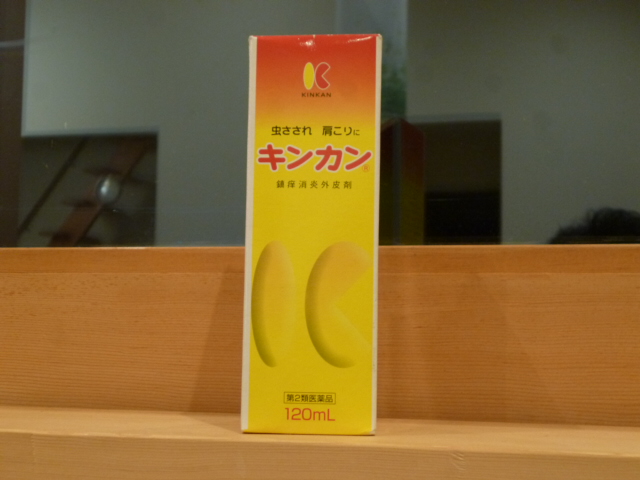 KINKAN
虫さされ 肩こりに
キンカン®
鎮痒消炎外皮剤
第2類医薬品
120mL